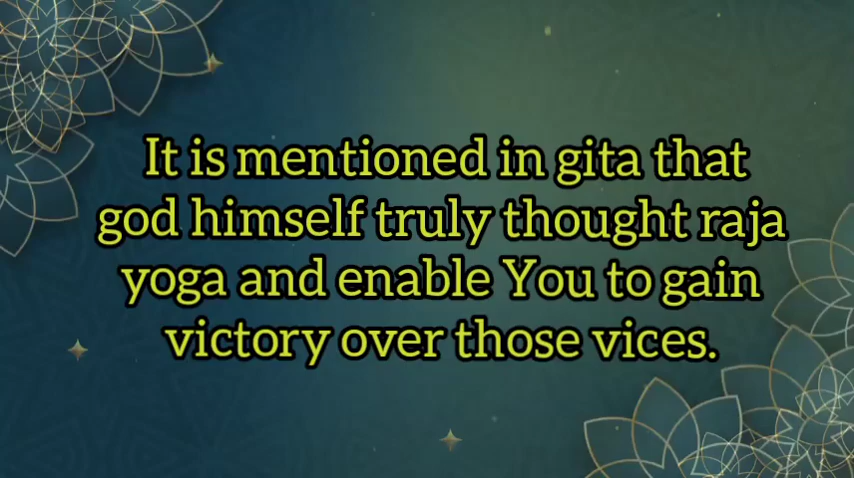 It is mentioned in gita that
god himself truly thought raja
yoga and enable You to gain
victory over those vices.